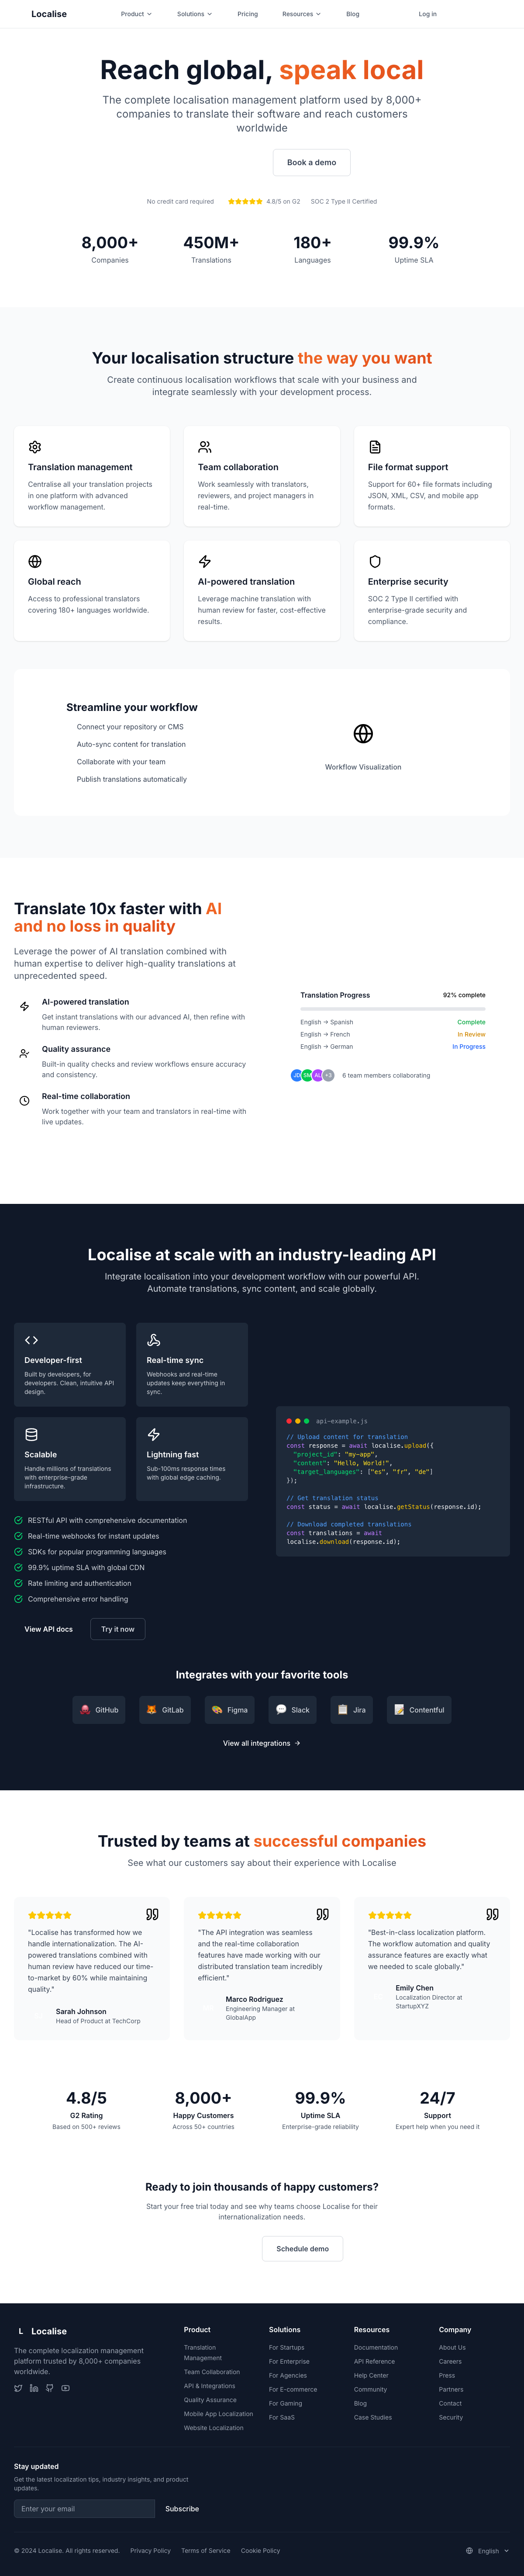 Localise
Product
Solutions
Pricing
Resources
Blog
Log in
Reach global, speak local
The complete localisation management platform used by 8,000+
companies to translate their software and reach customers
worldwide
Book a demo
No credit card required
4.8/5 on G2
SOC 2 Type II Certified
8,000+
450M+
180+
99.9%
Companies
Translations
Languages
Uptime SLA
Your localisation structure the way you want
Create continuous localisation workflows that scale with your business and
integrate seamlessly with your development process.
Translation management
Centralise all your translation projects
in one platform with advanced
workflow management.
Team collaboration
Work seamlessly with translators,
reviewers, and project managers in
real-time.
File format support
Support for 60+ file formats including
JSON, XML, CSV, and mobile app
formats.
Global reach
Access to professional translators
covering 180+ languages worldwide.
AI-powered translation
Leverage machine translation with
human review for faster, cost-effective
results.
Enterprise security
SOC 2 Type II certified with
enterprise-grade security and
compliance.
Streamline your workflow
Connect your repository or CMS
Auto-sync content for translation
Collaborate with your team
Publish translations automatically
Workflow Visualization
Translate 10x faster with AI
and no loss in quality
Leverage the power of AI translation combined with
human expertise to deliver high-quality translations at
unprecedented speed.
AI-powered translation
Get instant translations with our advanced AI, then refine with
human reviewers.
Quality assurance
Built-in quality checks and review workflows ensure accuracy
and consistency.
Real-time collaboration
Work together with your team and translators in real-time with
live updates.
Translation Progress
92% complete
English → Spanish
Complete
English → French
In Review
English → German
In Progress
JD
SM
AL
+3
6 team members collaborating
Localise at scale with an industry-leading API
Integrate localisation into your development workflow with our powerful API.
Automate translations, sync content, and scale globally.
Developer-first
Built by developers, for
developers. Clean, intuitive API
design.
Real-time sync
Webhooks and real-time
updates keep everything in
sync.
Scalable
Handle millions of translations
with enterprise-grade
infrastructure.
Lightning fast
Sub-100ms response times
with global edge caching.
RESTful API with comprehensive documentation
Real-time webhooks for instant updates
SDKs for popular programming languages
99.9% uptime SLA with global CDN
Rate limiting and authentication
Comprehensive error handling
View API docs
Try it now
api-example.js
// Upload content for translation
const response = await localise.upload({
"project_id": "my-app",
"content": "Hello, World!",
"target_languages": ["es", "fr", "de"]
});
// Get translation status
const status = await localise.getStatus(response.id);
// Download completed translations
const translations = await
localise.download(response.id);
Integrates with your favorite tools
GitHub
GitLab
Figma
Slack
Jira
Contentful
View all integrations →
Trusted by teams at successful companies
See what our customers say about their experience with Localise
"Localise has transformed how we
handle internationalization. The AI-
powered translations combined with
human review have reduced our time-
to-market by 60% while maintaining
quality."
Sarah Johnson
Head of Product at TechCorp
"The API integration was seamless
and the real-time collaboration
features have made working with our
distributed translation team incredibly
efficient."
Marco Rodriguez
Engineering Manager at
GlobalApp
"Best-in-class localization platform.
The workflow automation and quality
assurance features are exactly what
we needed to scale globally."
Emily Chen
Localization Director at
StartupXYZ
4.8/5
8,000+
99.9%
24/7
G2 Rating
Happy Customers
Uptime SLA
Support
Based on 500+ reviews
Across 50+ countries
Enterprise-grade reliability
Expert help when you need it
Ready to join thousands of happy customers?
Start your free trial today and see why teams choose Localise for their
internationalization needs.
Schedule demo
L
Localise
The complete localization management
platform trusted by 8,000+ companies
worldwide.
Product
Translation
Management
Team Collaboration
API & Integrations
Quality Assurance
Mobile App Localization
Website Localization
Solutions
For Startups
For Enterprise
For Agencies
For E-commerce
For Gaming
For SaaS
Resources
Documentation
API Reference
Help Center
Community
Blog
Case Studies
Company
About Us
Careers
Press
Partners
Contact
Security
Stay updated
Get the latest localization tips, industry insights, and product
updates.
Enter your email
Subscribe
© 2024 Localise. All rights reserved.
Privacy Policy
Terms of Service
Cookie Policy
English